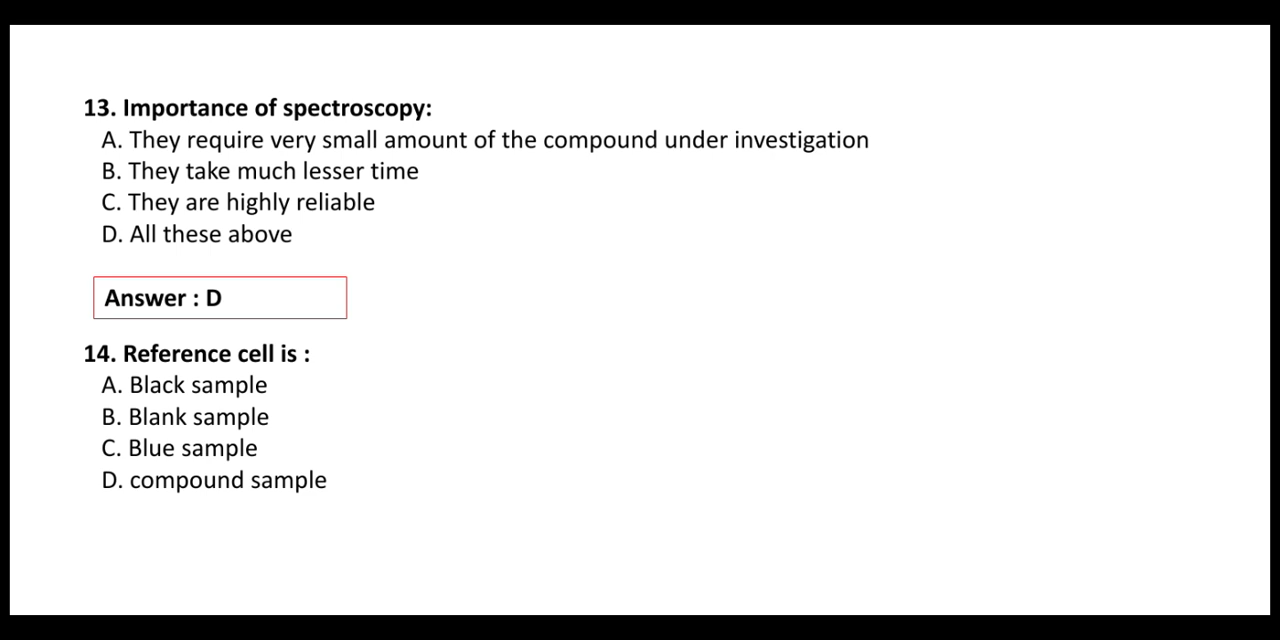 13. Importance of spectroscopy:
A. They require very small amount of the compound under investigation
B. They take much lesser time
C. They are highly reliable
D. All these above
Answer : D
14. Reference cell is :
A. Black sample
B. Blank sample
C. Blue sample
D. compound sample